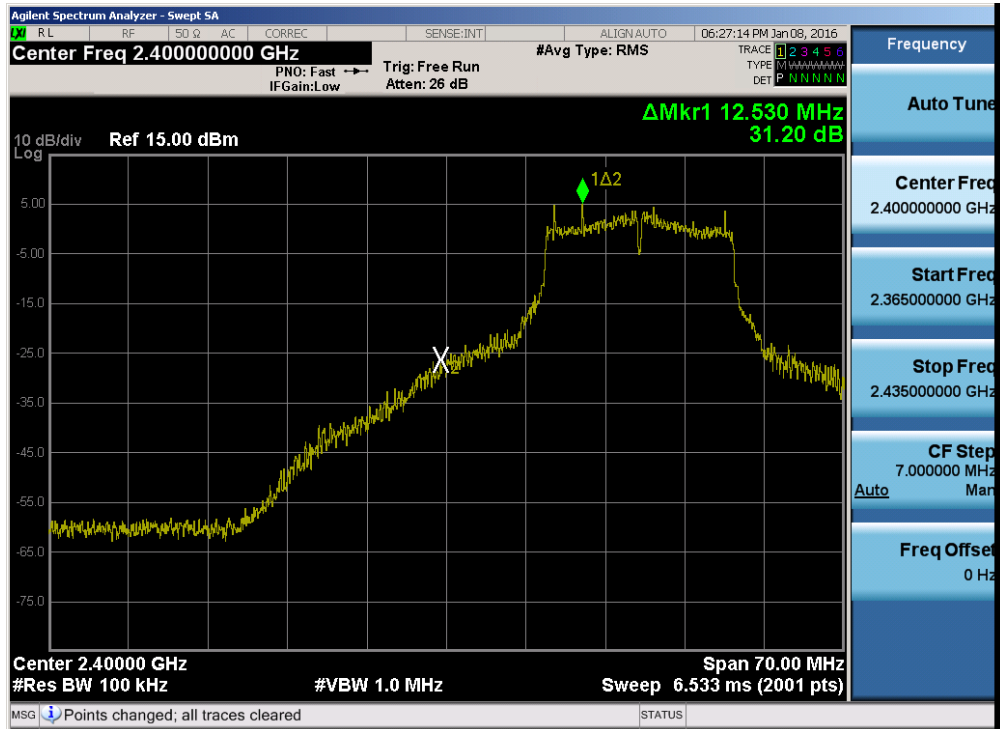 Agilent Spectrum Analyzer - Swept SA
LXI RL RF 50 Ω AC CORREC SENSE:INT ALIGN AUTO 06:27:14 PM Jan 08, 2016
Center Freq 2.400000000 GHz
#Avg Type: RMS
TRACE 1 2 3 4 5 6
TYPE M
DET P N N N N N
PNO: Fast
IFGain:Low
Trig: Free Run
Atten: 26 dB
ΔMkr1 12.530 MHz
31.20 dB
10 dB/div Ref 15.00 dBm
Log
1Δ2
5.00
-5.00
-15.0
-25.0
X2
-35.0
-45.0
-55.0
-65.0
-75.0
Center 2.40000 GHz Span 70.00 MHz
#Res BW 100 kHz #VBW 1.0 MHz Sweep 6.533 ms (2001 pts)
MSG Points changed; all traces cleared STATUS
Frequency
Auto Tune
Center Freq
2.400000000 GHz
Start Freq
2.365000000 GHz
Stop Freq
2.435000000 GHz
CF Step
7.000000 MHz
Auto Man
Freq Offset
0 Hz